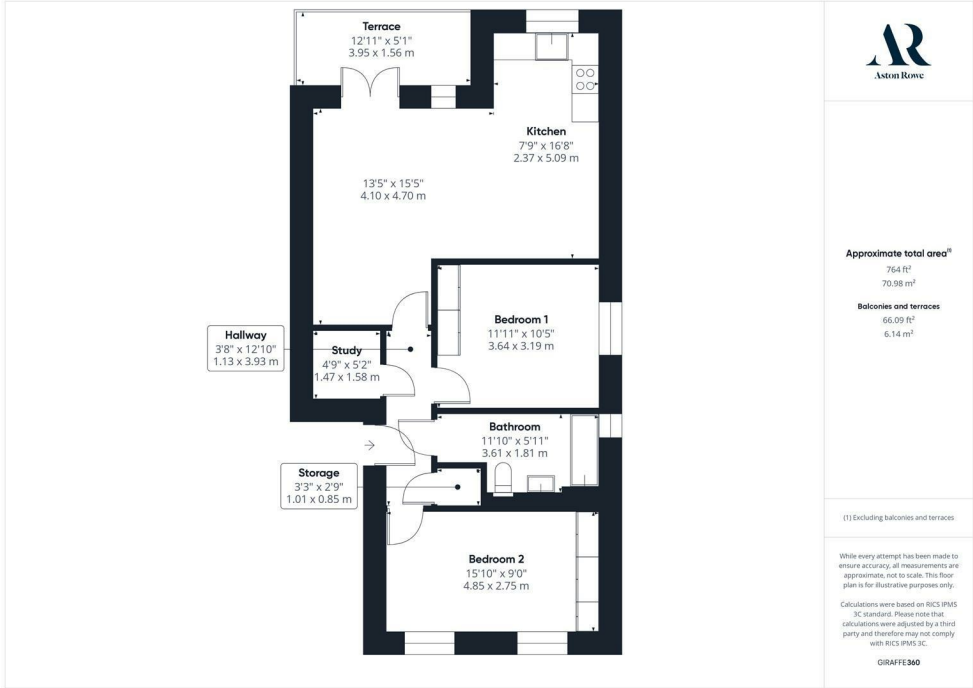 Terrace
12'11" x 5'1"
3.95 x 1.56 m
Kitchen
7'9" x 16'8"
2.37 x 5.09 m
13'5" x 15'5"
4.10 x 4.70 m
Bedroom 1
11'11" x 10'5"
3.64 x 3.19 m
Hallway
3'8" x 12'10"
1.13 x 3.93 m
Study
4'9" x 5'2"
1.47 x 1.58 m
Bathroom
11'10" x 5'11"
3.61 x 1.81 m
Storage
3'3" x 2'9"
1.01 x 0.85 m
Bedroom 2
15'10" x 9'0"
4.85 x 2.75 m
AR
Aston Rowe
Approximate total area⁽¹⁾
764 ft²
70.98 m²
Balconies and terraces
66.09 ft²
6.14 m²
(1) Excluding balconies and terraces
While every attempt has been made to
ensure accuracy, all measurements are
approximate, not to scale. This floor
plan is for illustrative purposes only.
Calculations were based on RICS IPMS
3C standard. Please note that
calculations were adjusted by a third
party and therefore may not comply
with RICS IPMS 3C.
GIRAFFE360